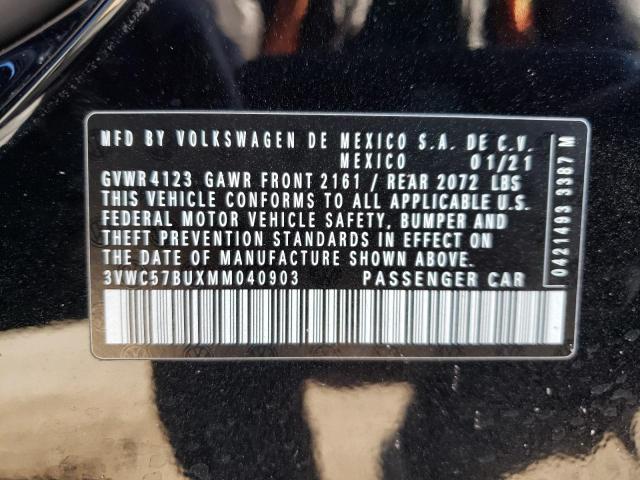 MFD BY VOLKSWAGEN DE MEXICO S.A. DE C.V.
MEXICO 01/21
GVWR 4123 GAWR FRONT 2161 / REAR 2072 LBS
THIS VEHICLE CONFORMS TO ALL APPLICABLE U.S.
FEDERAL MOTOR VEHICLE SAFETY, BUMPER AND
THEFT PREVENTION STANDARDS IN EFFECT ON
THE DATE OF MANUFACTURE SHOWN ABOVE.
3VWC57BUXMM040903 PASSENGER CAR
0421493 3387 M